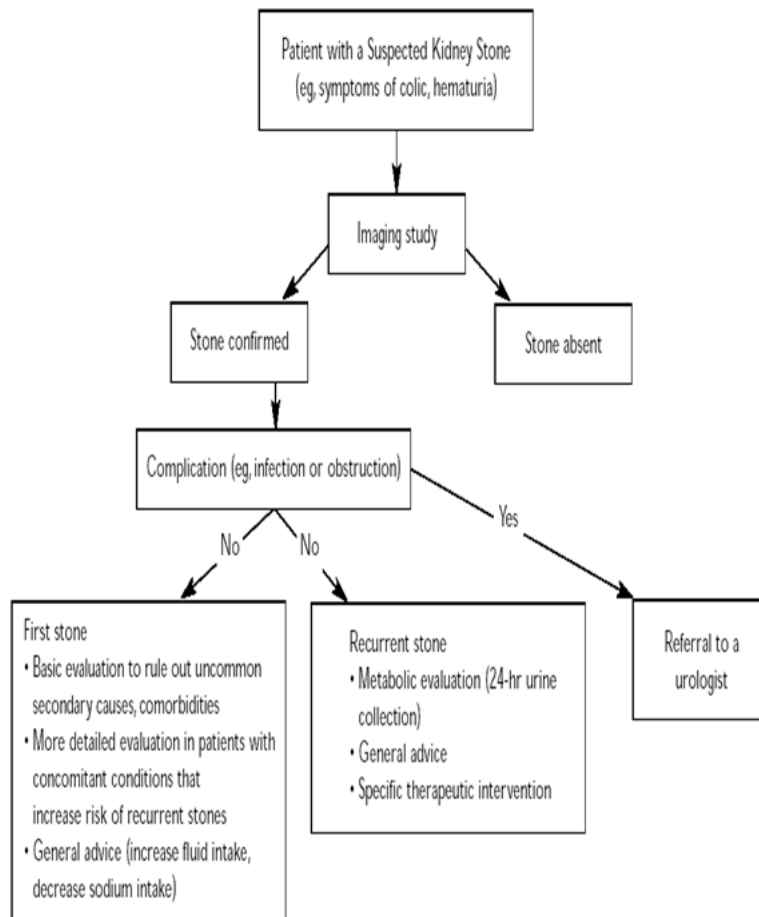 Patient with a Suspected Kidney Stone
(eg, symptoms of colic, hematuria)
Imaging study
Stone confirmed
Stone absent
Complication (eg, infection or obstruction)
Yes
No
No
First stone
• Basic evaluation to rule out uncommon
secondary causes, comorbidities
• More detailed evaluation in patients with
concomitant conditions that
increase risk of recurrent stones
• General advice (increase fluid intake,
decrease sodium intake)
Recurrent stone
• Metabolic evaluation (24-hr urine
collection)
• General advice
• Specific therapeutic intervention
Referral to a
urologist